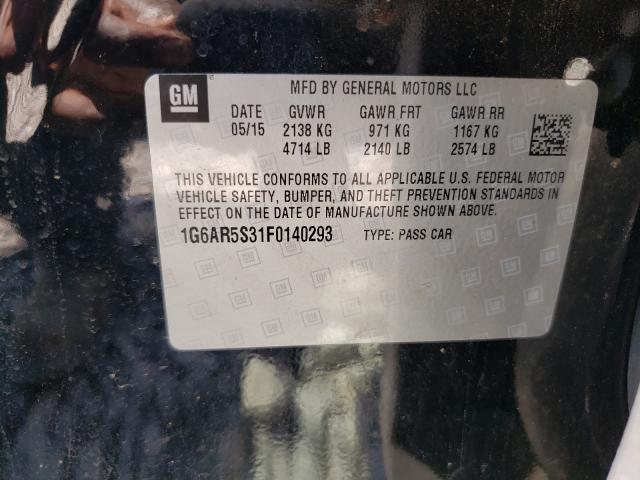 GM
MFD BY GENERAL MOTORS LLC
DATE GVWR GAWR FRT GAWR RR
05/15 2138 KG 971 KG 1167 KG
4714 LB 2140 LB 2574 LB
THIS VEHICLE CONFORMS TO ALL APPLICABLE U.S. FEDERAL MOTOR
VEHICLE SAFETY, BUMPER, AND THEFT PREVENTION STANDARDS IN
EFFECT ON THE DATE OF MANUFACTURE SHOWN ABOVE.
1G6AR5S31F0140293 TYPE: PASS CAR